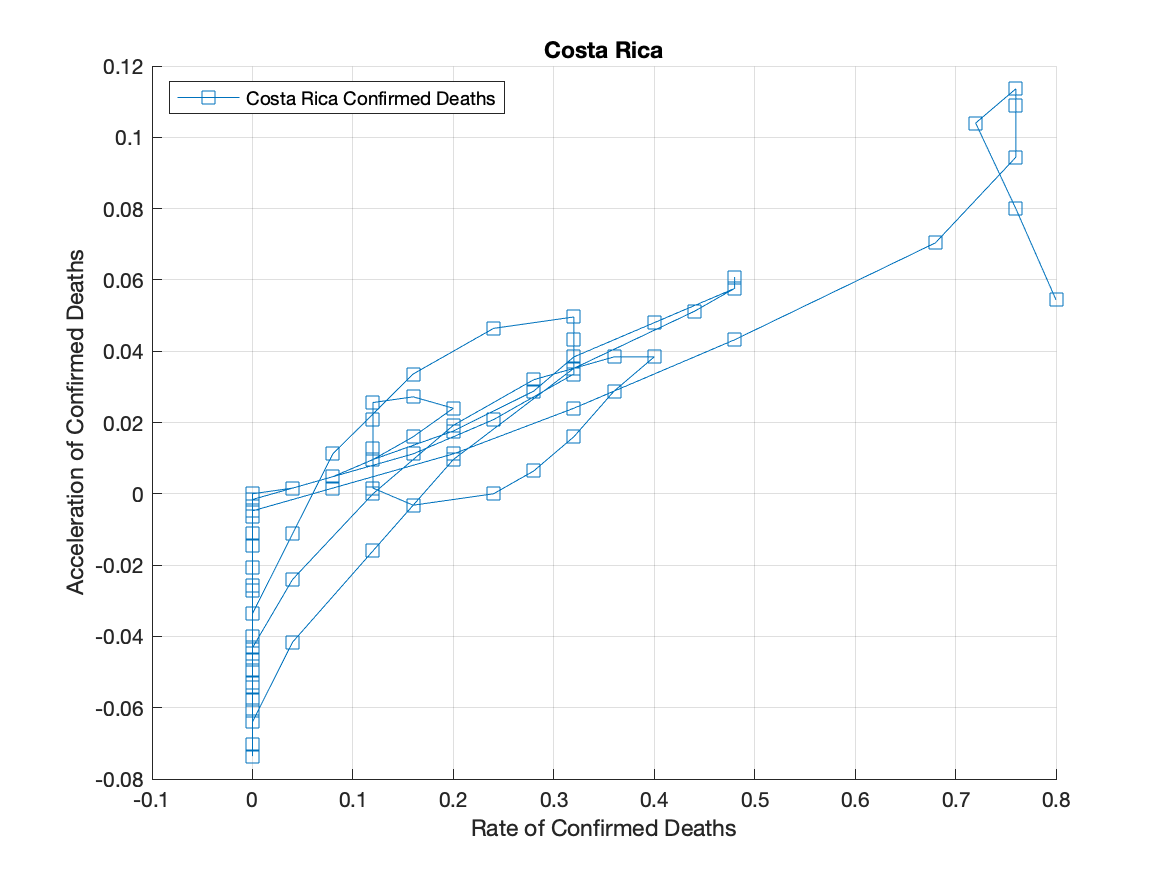 Costa Rica
0.12
Costa Rica Confirmed Deaths
0.1
0.08
0.06
0.04
0.02
0
-0.02
-0.04
-0.06
-0.08
Acceleration of Confirmed Deaths
-0.1 0 0.1 0.2 0.3 0.4 0.5 0.6 0.7 0.8
Rate of Confirmed Deaths